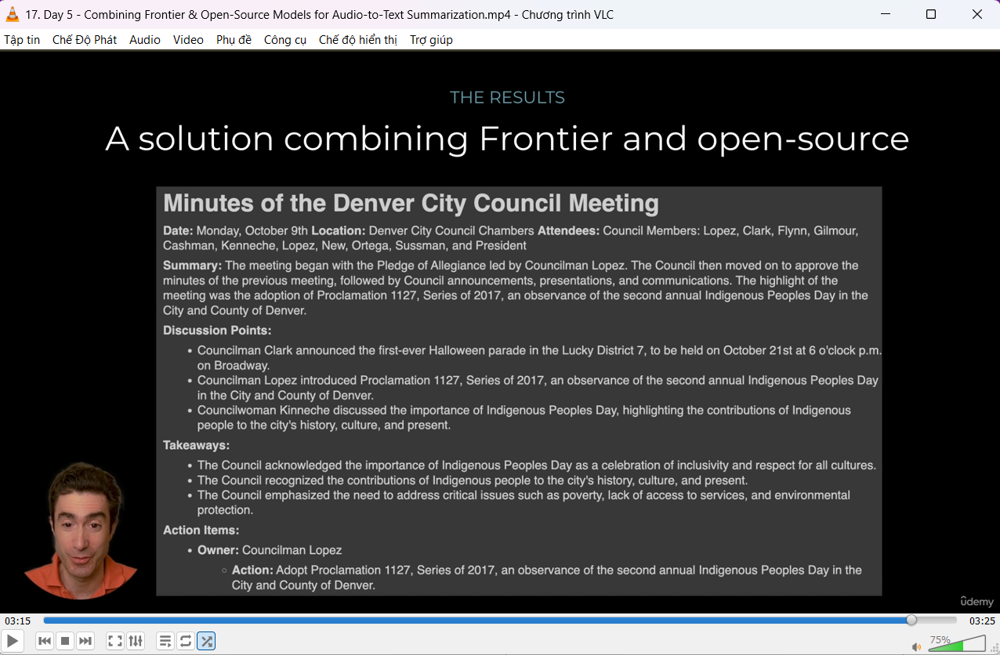 17. Day 5 - Combining Frontier & Open-Source Models for Audio-to-Text Summarization.mp4 - Chương trình VLC
Tập tin Chế Độ Phát Audio Video Phụ đề Công cụ Chế độ hiển thị Trợ giúp
THE RESULTS
A solution combining Frontier and open-source
Minutes of the Denver City Council Meeting
Date: Monday, October 9th Location: Denver City Council Chambers Attendees: Council Members: Lopez, Clark, Flynn, Gilmour,
Cashman, Kenneche, Lopez, New, Ortega, Sussman, and President
Summary: The meeting began with the Pledge of Allegiance led by Councilman Lopez. The Council then moved on to approve the
minutes of the previous meeting, followed by Council announcements, presentations, and communications. The highlight of the
meeting was the adoption of Proclamation 1127, Series of 2017, an observance of the second annual Indigenous Peoples Day in the
City and County of Denver.
Discussion Points:
• Councilman Clark announced the first-ever Halloween parade in the Lucky District 7, to be held on October 21st at 6 o'clock p.m.
on Broadway.
• Councilman Lopez introduced Proclamation 1127, Series of 2017, an observance of the second annual Indigenous Peoples Day
in the City and County of Denver.
• Councilwoman Kinneche discussed the importance of Indigenous Peoples Day, highlighting the contributions of Indigenous
people to the city's history, culture, and present.
Takeaways:
• The Council acknowledged the importance of Indigenous Peoples Day as a celebration of inclusivity and respect for all cultures.
• The Council recognized the contributions of Indigenous people to the city's history, culture, and present.
• The Council emphasized the need to address critical issues such as poverty, lack of access to services, and environmental
protection.
Action Items:
• Owner: Councilman Lopez
◦ Action: Adopt Proclamation 1127, Series of 2017, an observance of the second annual Indigenous Peoples Day in the
City and County of Denver.
ûdemy
03:15 03:25
75%